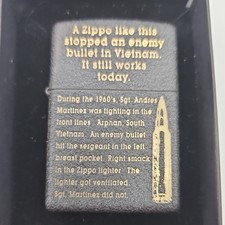 A Zippo like this
stopped an enemy
bullet in Vietnam.
It still works
today.
During the 1960's, Sgt. Andres
Martinez was fighting in the
front lines. Arphan, South
Vietnam. An enemy bullet
hit the sergeant in the left
breast pocket. Right smack
in the Zippo lighter. The
lighter got ventilated.
Sgt. Martinez did not.